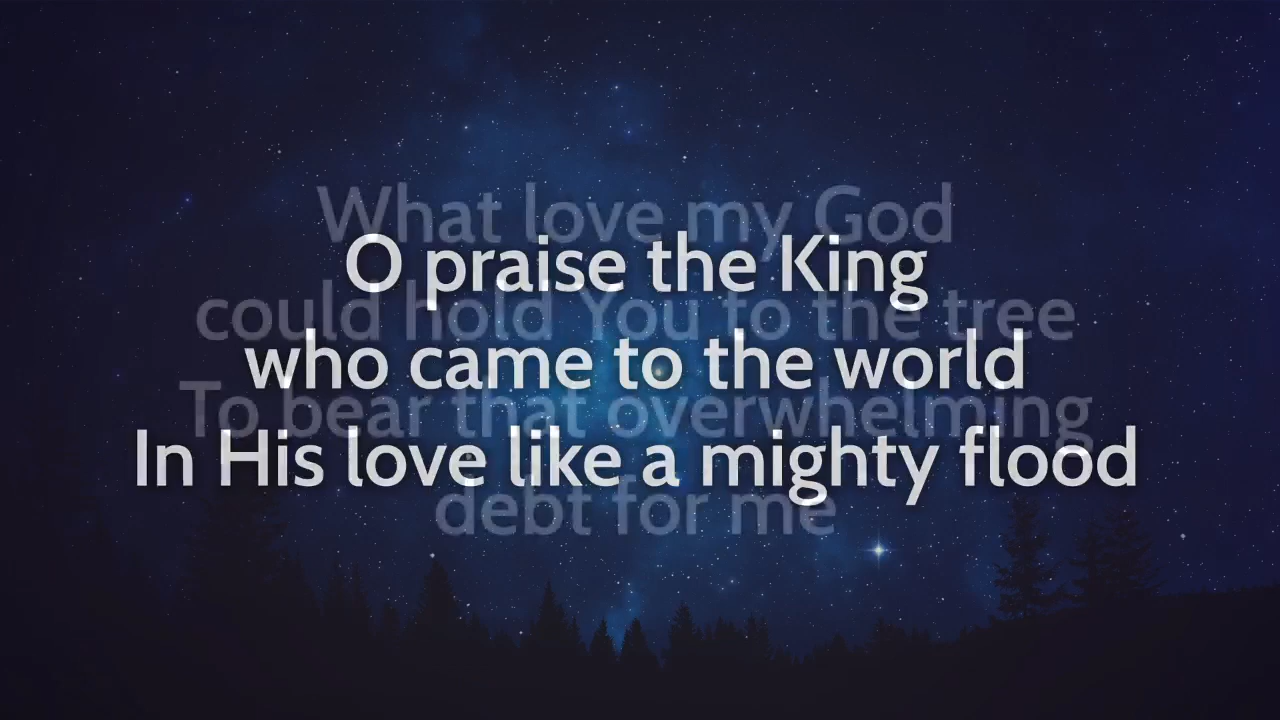 What love my God
O praise the King
could hold You to the tree
who came to the world
To bear that overwhelming
In His love like a mighty flood
debt for me